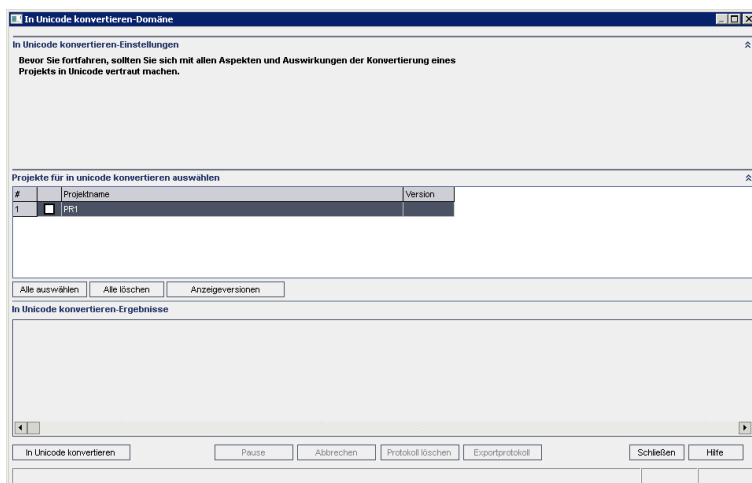 In Unicode konvertieren-Domäne
In Unicode konvertieren-Einstellungen
Bevor Sie fortfahren, sollten Sie sich mit allen Aspekten und Auswirkungen der Konvertierung eines
Projekts in Unicode vertraut machen.
Projekte für in unicode konvertieren auswählen
# Projektname Version
1 PR1
Alle auswählen Alle löschen Anzeigeversionen
In Unicode konvertieren-Ergebnisse
In Unicode konvertieren Pause Abbrechen Protokoll löschen Exportprotokoll Schließen Hilfe